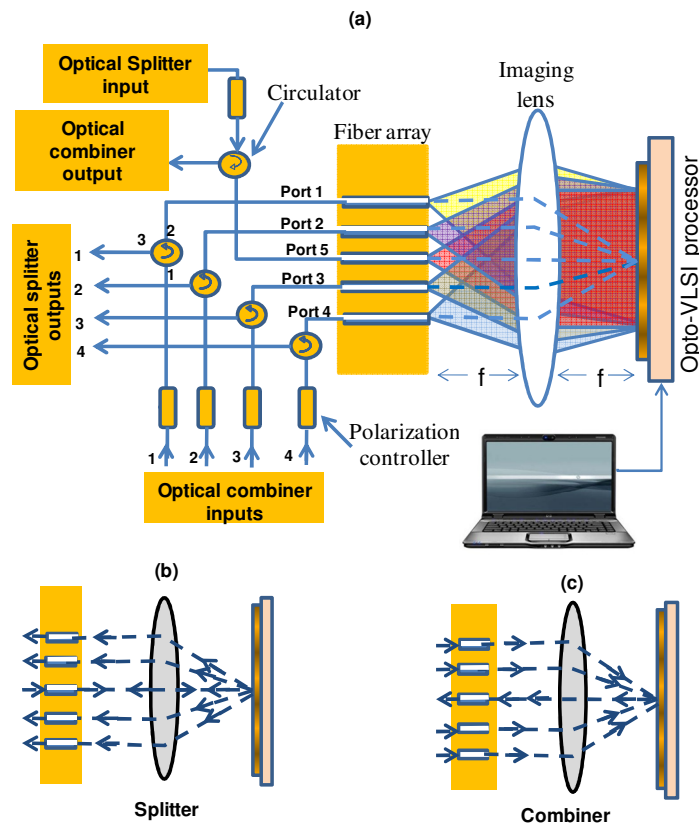 (a)
Optical Splitter
input
Circulator
Imaging
lens
Optical
combiner
output
Fiber array
Port 1
Port 2
Port 5
Port 3
Port 4
Opto-VLSI processor
Optical splitter
outputs
1
2
3
4
3
2
1
f
f
Polarization
controller
1
2
3
4
Optical combiner
inputs
(b)
(c)
Splitter
Combiner